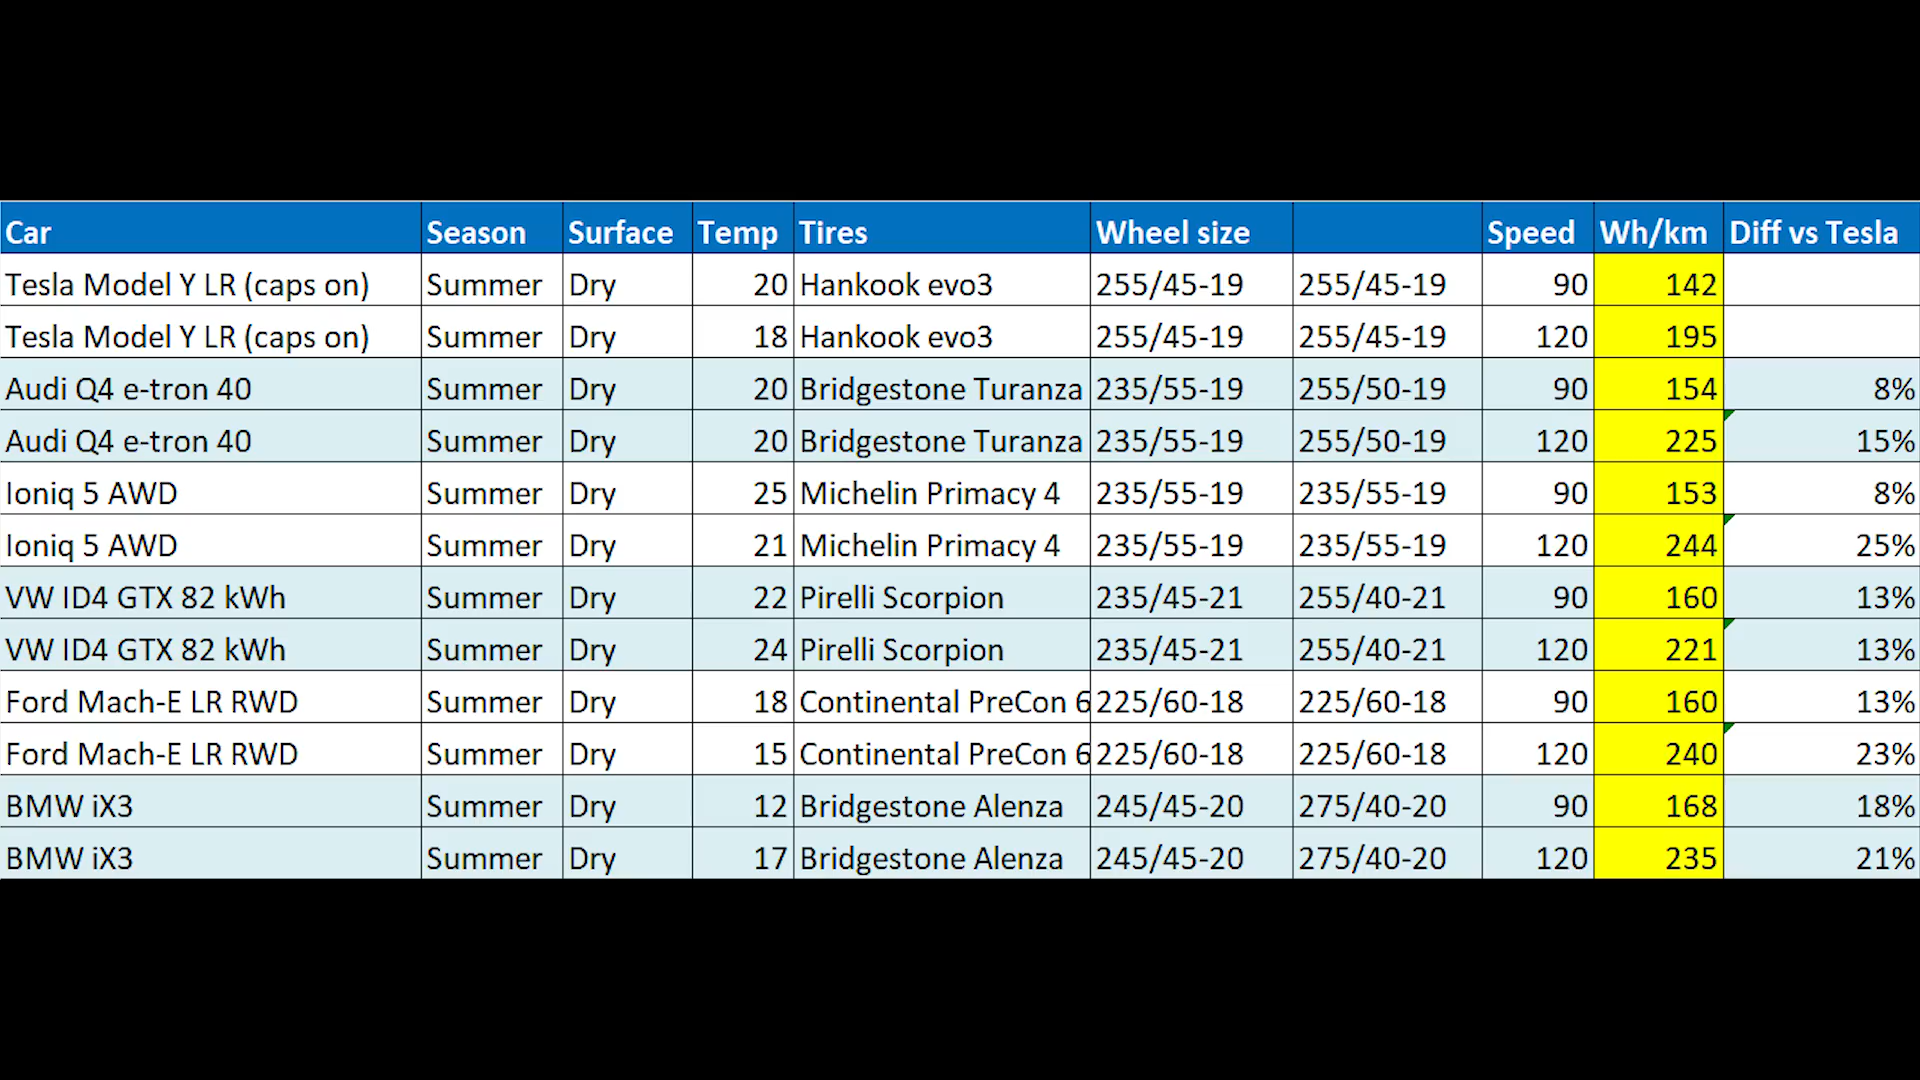 Car Season Surface Temp Tires Wheel size Speed Wh/km Diff vs Tesla
Tesla Model Y LR (caps on) Summer Dry 20 Hankook evo3 255/45-19 255/45-19 90 142
Tesla Model Y LR (caps on) Summer Dry 18 Hankook evo3 255/45-19 255/45-19 120 195
Audi Q4 e-tron 40 Summer Dry 20 Bridgestone Turanza 235/55-19 255/50-19 90 154 8%
Audi Q4 e-tron 40 Summer Dry 20 Bridgestone Turanza 235/55-19 255/50-19 120 225 15%
Ioniq 5 AWD Summer Dry 25 Michelin Primacy 4 235/55-19 235/55-19 90 153 8%
Ioniq 5 AWD Summer Dry 21 Michelin Primacy 4 235/55-19 235/55-19 120 244 25%
VW ID4 GTX 82 kWh Summer Dry 22 Pirelli Scorpion 235/45-21 255/40-21 90 160 13%
VW ID4 GTX 82 kWh Summer Dry 24 Pirelli Scorpion 235/45-21 255/40-21 120 221 13%
Ford Mach-E LR RWD Summer Dry 18 Continental PreCon 6 225/60-18 225/60-18 90 160 13%
Ford Mach-E LR RWD Summer Dry 15 Continental PreCon 6 225/60-18 225/60-18 120 240 23%
BMW iX3 Summer Dry 12 Bridgestone Alenza 245/45-20 275/40-20 90 168 18%
BMW iX3 Summer Dry 17 Bridgestone Alenza 245/45-20 275/40-20 120 235 21%